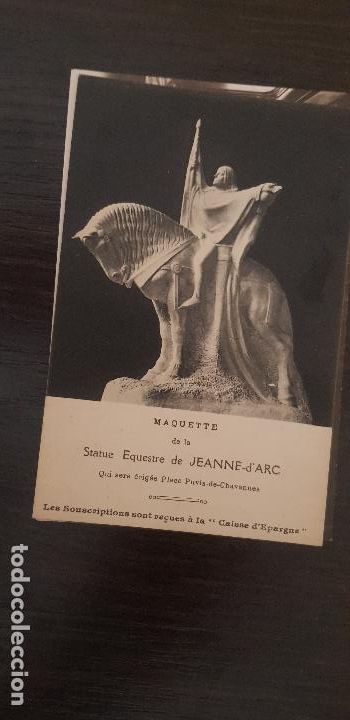 MAQUETTE
de la
Statue Equestre de JEANNE-d'ARC
Qui sera érigée Place Puvis-de-Chavannes
Les Souscriptions sont reçues à la "Caisse d'Epargne"
todocoleccion.net